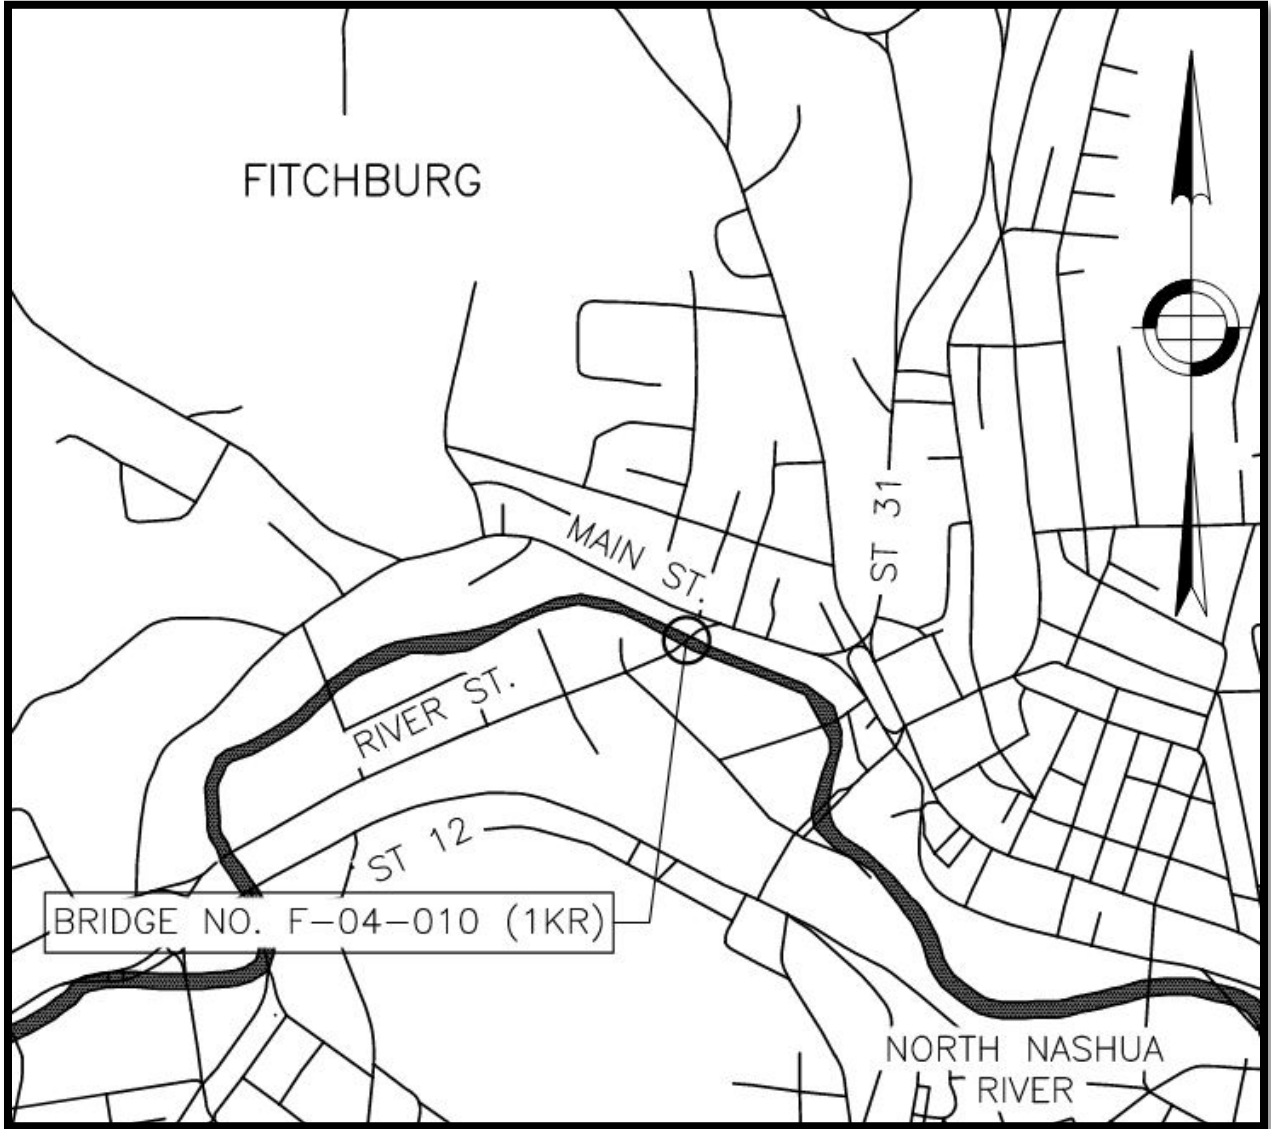 FITCHBURG
ST 31
MAIN ST.
RIVER ST.
ST 12
BRIDGE NO. F-04-010 (1KR)
NORTH NASHUA
RIVER